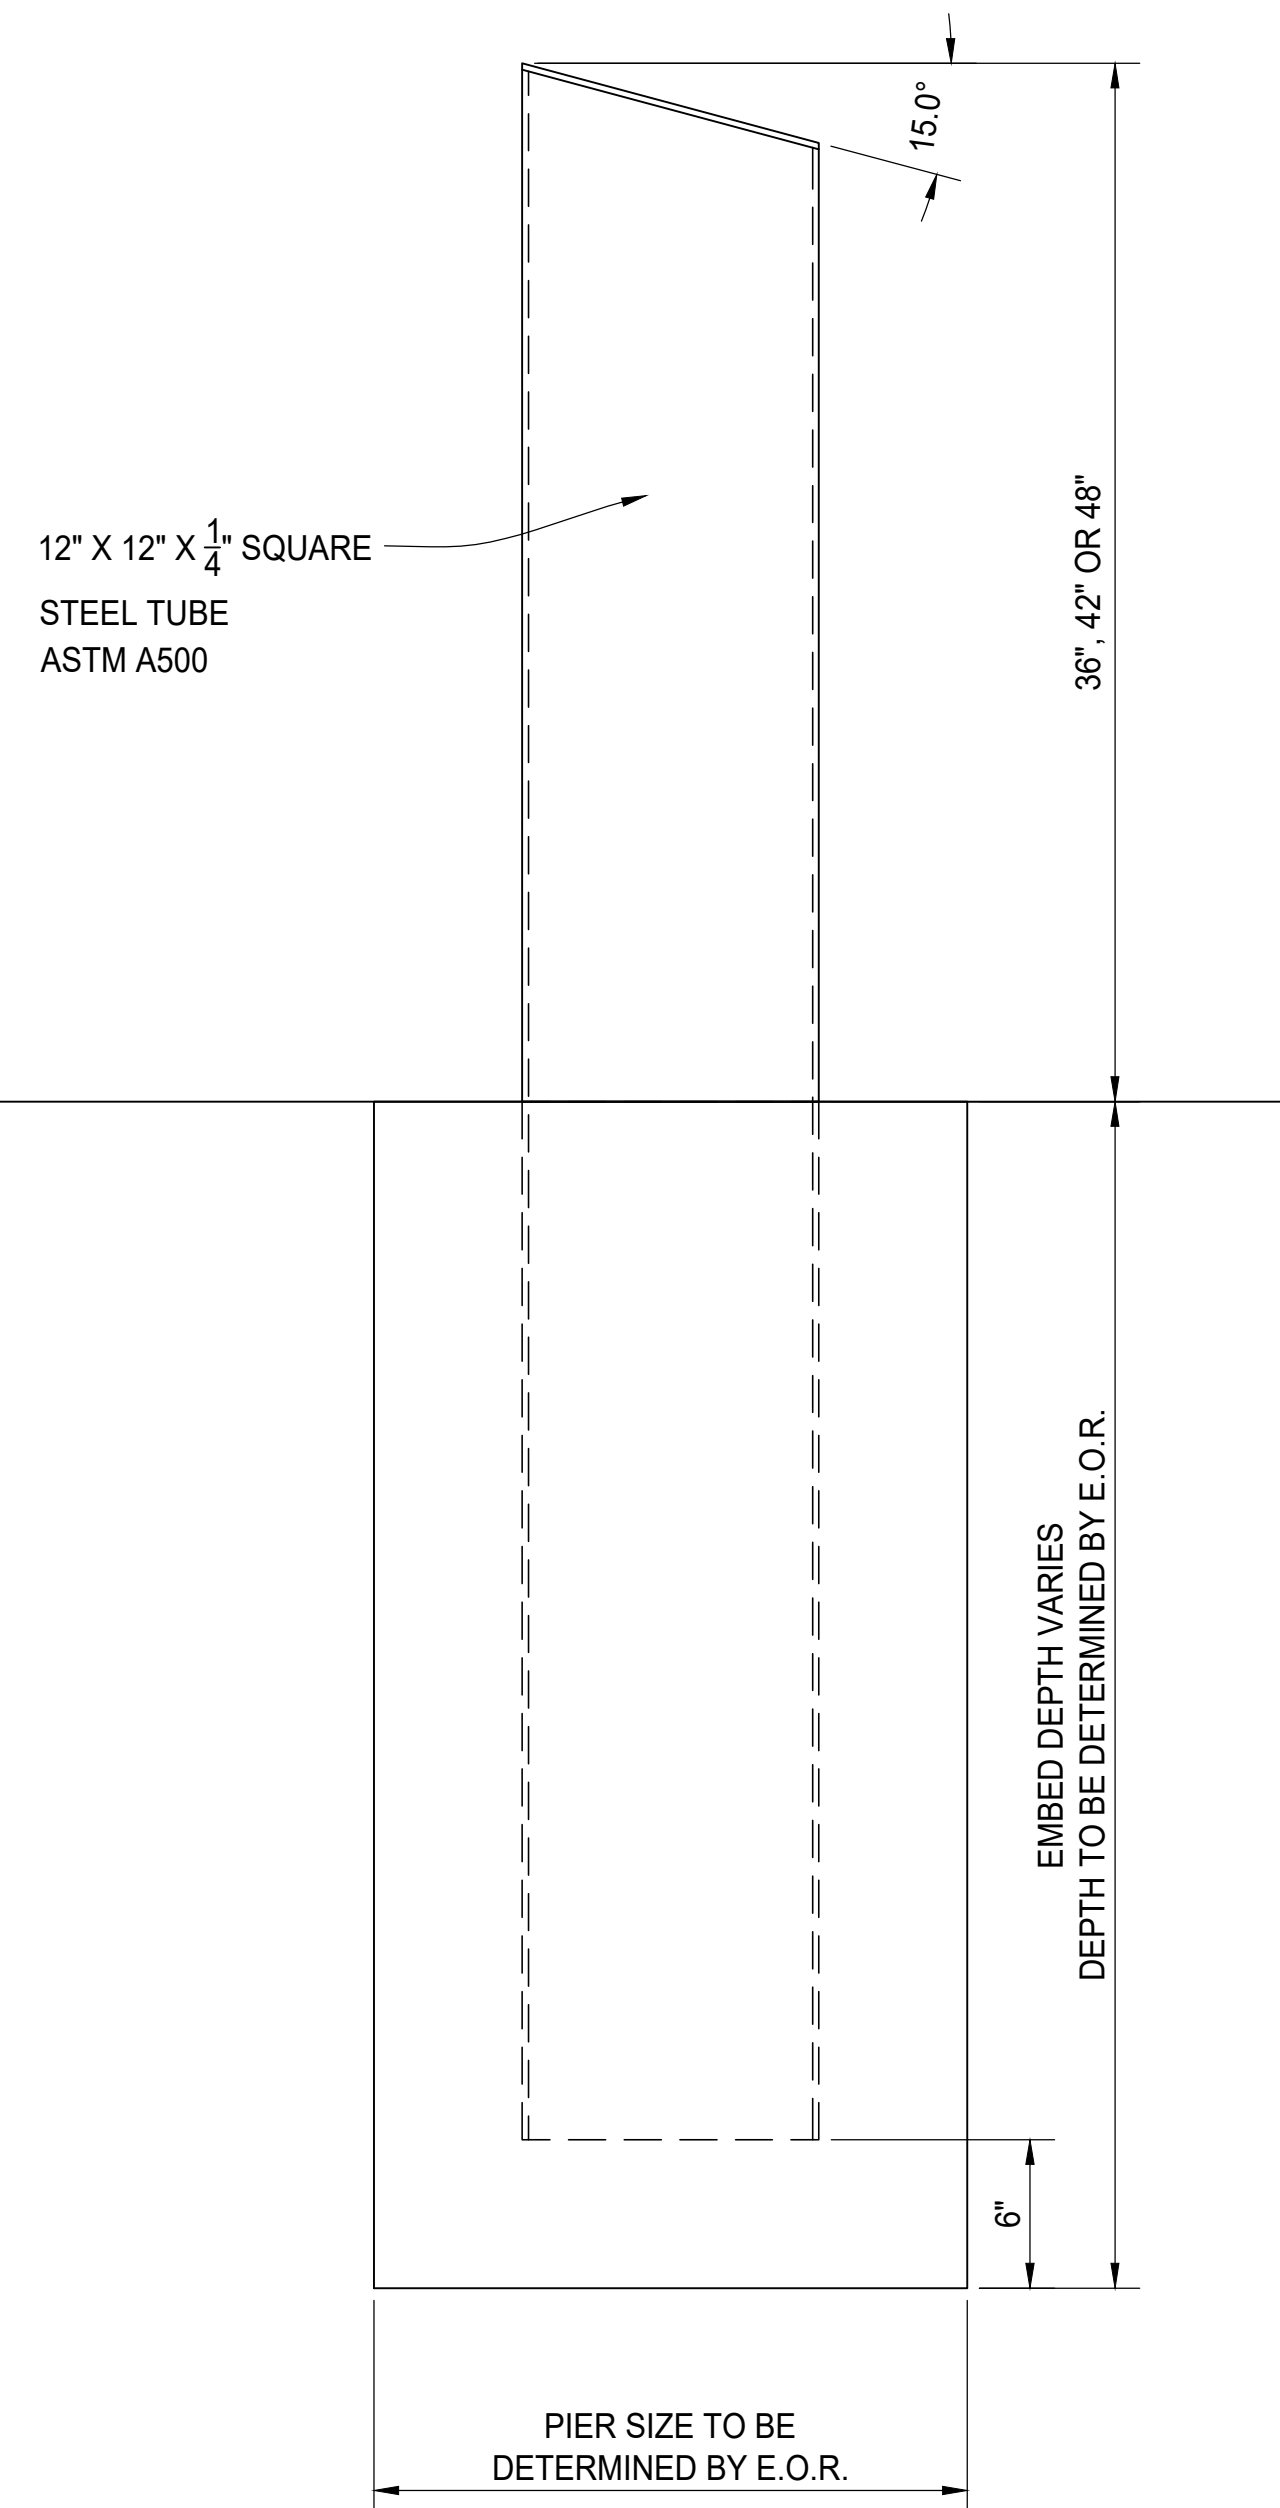 15.0°
36", 42" OR 48"
12" X 12" X 1/4" SQUARE
STEEL TUBE
ASTM A500
EMBED DEPTH VARIES
DEPTH TO BE DETERMINED BY E.O.R.
6"
PIER SIZE TO BE
DETERMINED BY E.O.R.